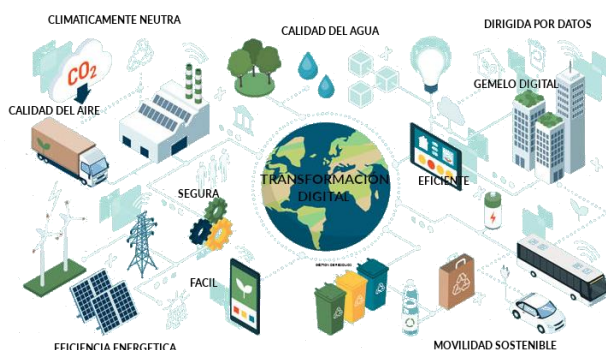 CLIMATICAMENTE NEUTRA
CALIDAD DEL AGUA
DIRIGIDA POR DATOS
CO2
GEMELO DIGITAL
CALIDAD DEL AIRE
TRANSFORMACIÓN
DIGITAL
EFICIENTE
SEGURA
FACIL
EFICIENCIA ENERGETICA
MOVILIDAD SOSTENIBLE